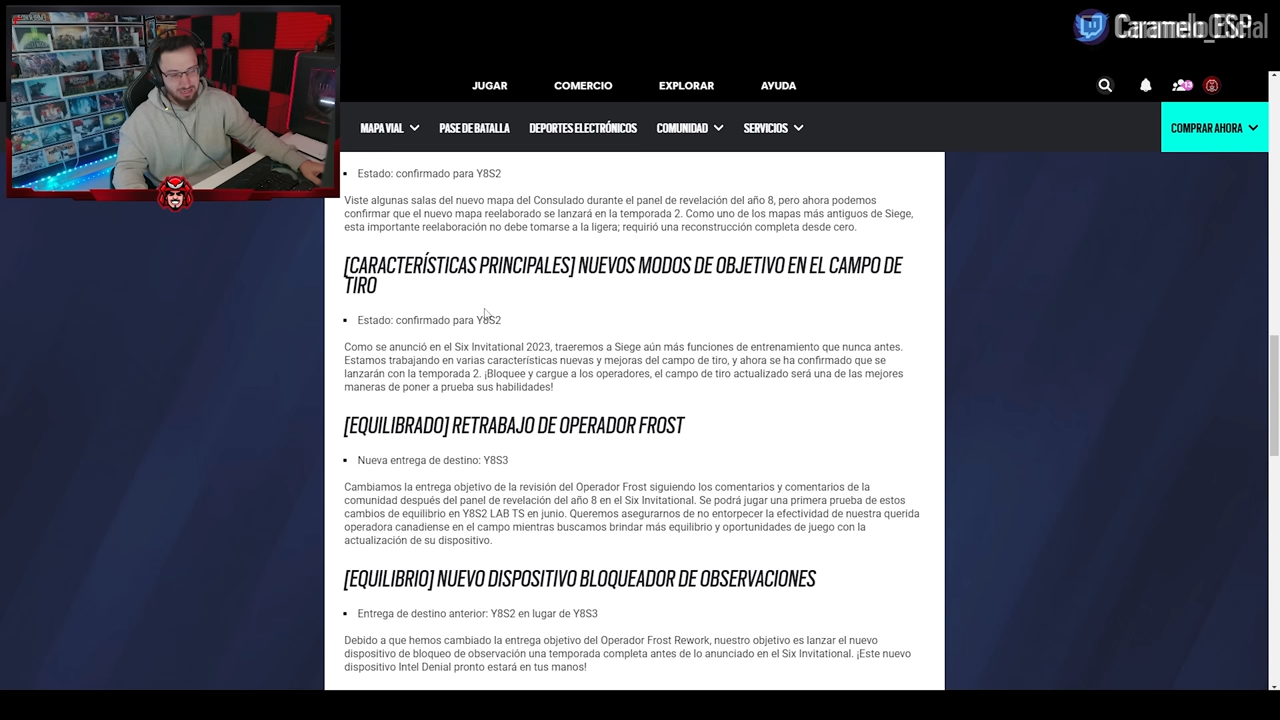 JUGAR
COMERCIO
EXPLORAR
AYUDA
MAPA VIAL
PASE DE BATALLA
DEPORTES ELECTRÓNICOS
COMUNIDAD
SERVICIOS
COMPRAR AHORA
Estado: confirmado para Y8S2
Viste algunas salas del nuevo mapa del Consulado durante el panel de revelación del año 8, pero ahora podemos
confirmar que el nuevo mapa reelaborado se lanzará en la temporada 2. Como uno de los mapas más antiguos de Siege,
esta importante reelaboración no debe tomarse a la ligera; requirió una reconstrucción completa desde cero.
[CARACTERÍSTICAS PRINCIPALES] NUEVOS MODOS DE OBJETIVO EN EL CAMPO DE
TIRO
Estado: confirmado para Y8S2
Como se anunció en el Six Invitational 2023, traeremos a Siege aún más funciones de entrenamiento que nunca antes.
Estamos trabajando en varias características nuevas y mejoras del campo de tiro, y ahora se ha confirmado que se
lanzarán con la temporada 2. ¡Bloquee y cargue a los operadores, el campo de tiro actualizado será una de las mejores
maneras de poner a prueba sus habilidades!
[EQUILIBRADO] RETRABAJO DE OPERADOR FROST
Nueva entrega de destino: Y8S3
Cambiamos la entrega objetivo de la revisión del Operador Frost siguiendo los comentarios y comentarios de la
comunidad después del panel de revelación del año 8 en el Six Invitational. Se podrá jugar una primera prueba de estos
cambios de equilibrio en Y8S2 LAB TS en junio. Queremos asegurarnos de no entorpecer la efectividad de nuestra querida
operadora canadiense en el campo mientras buscamos brindar más equilibrio y oportunidades de juego con la
actualización de su dispositivo.
[EQUILIBRIO] NUEVO DISPOSITIVO BLOQUEADOR DE OBSERVACIONES
Entrega de destino anterior: Y8S2 en lugar de Y8S3
Debido a que hemos cambiado la entrega objetivo del Operador Frost Rework, nuestro objetivo es lanzar el nuevo
dispositivo de bloqueo de observación una temporada completa antes de lo anunciado en el Six Invitational. ¡Este nuevo
dispositivo Intel Denial pronto estará en tus manos!